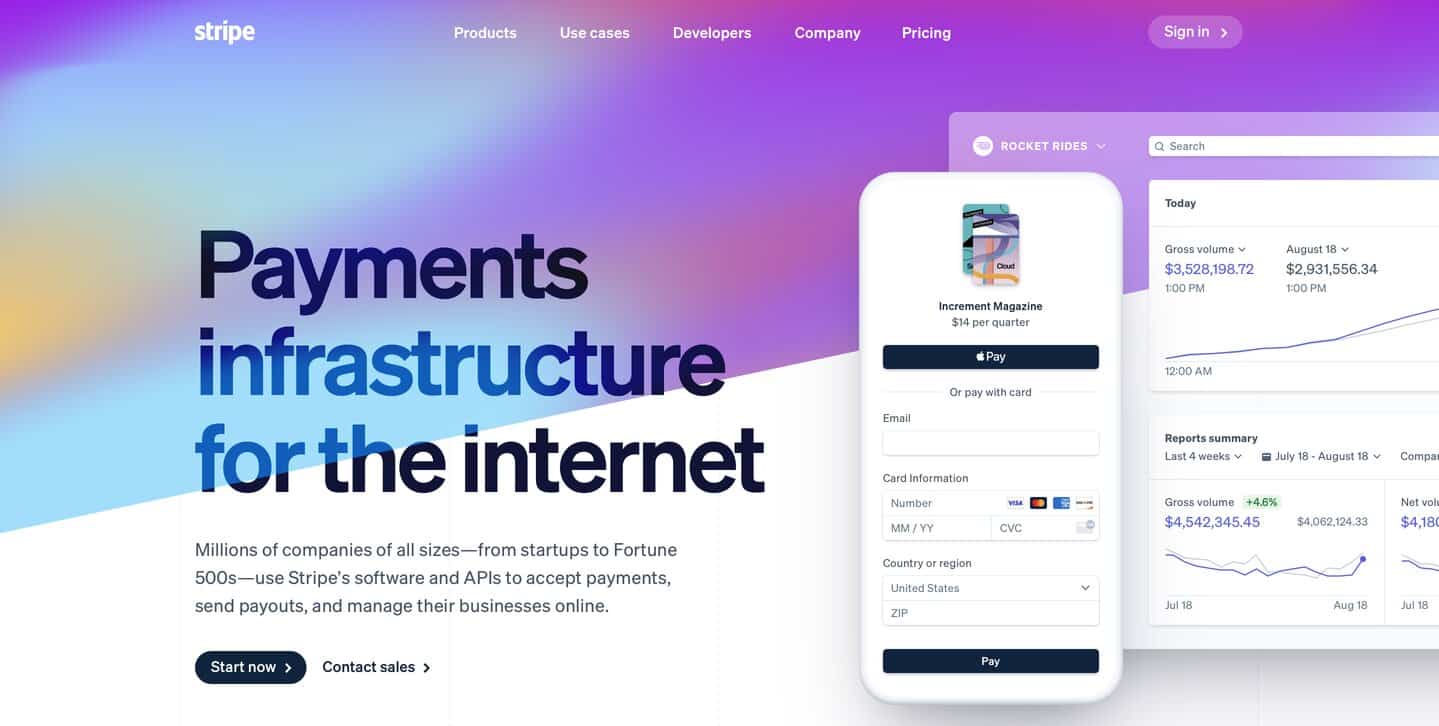 stripe
Products
Use cases
Developers
Company
Pricing
Sign in
Payments
infrastructure
for the internet
Millions of companies of all sizes—from startups to Fortune
500s—use Stripe's software and APIs to accept payments,
send payouts, and manage their businesses online.
Start now
Contact sales
Cloud
Increment Magazine
$14 per quarter
Pay
Or pay with card
Email
Card Information
Number
VISA
MM / YY
CVC
Country or region
United States
ZIP
Pay
ROCKET RIDES
Search
Today
Gross volume
August 18
$3,528,198.72
$2,931,556.34
1:00 PM
1:00 PM
12:00 AM
Reports summary
Last 4 weeks
July 18 - August 18
Compar
Gross volume
+4.6%
$4,542,345.45
$4,062,124.33
Jul 18
Aug 18
Net volu
$4,180
Jul 18